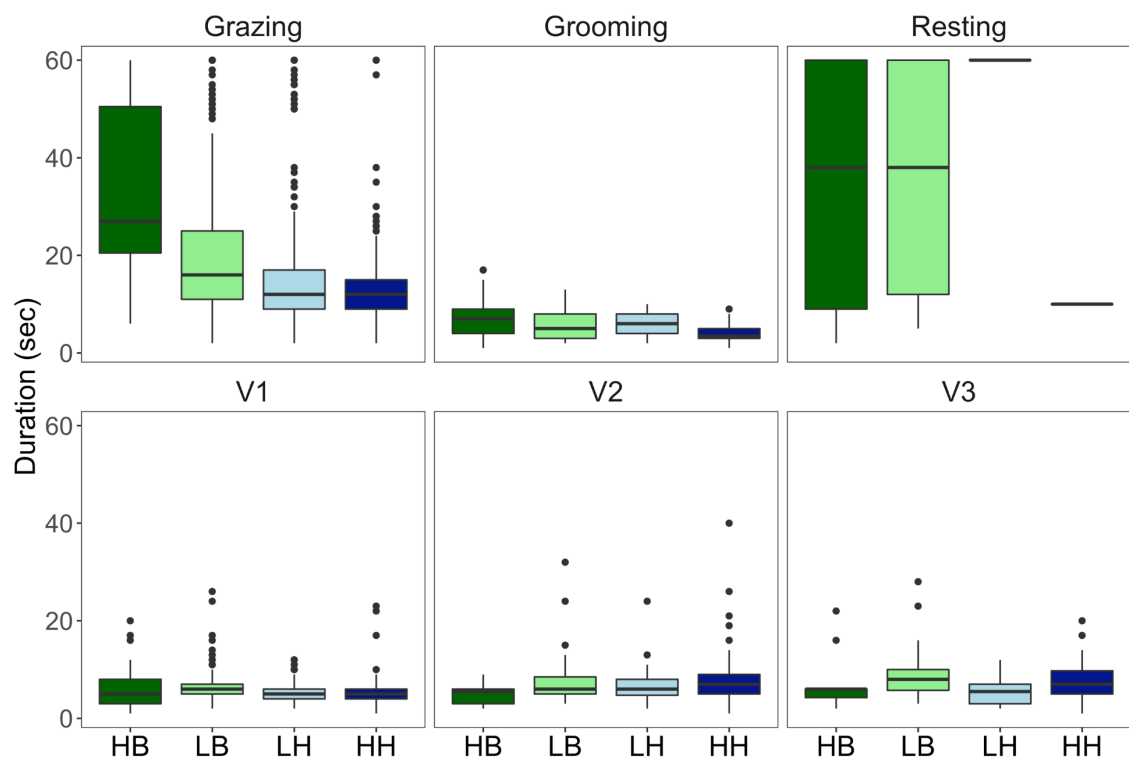 Grazing Grooming Resting
60
40
20
0
V1 V2 V3
60
40
20
0
HB LB LH HH HB LB LH HH HB LB LH HH
Duration (sec)